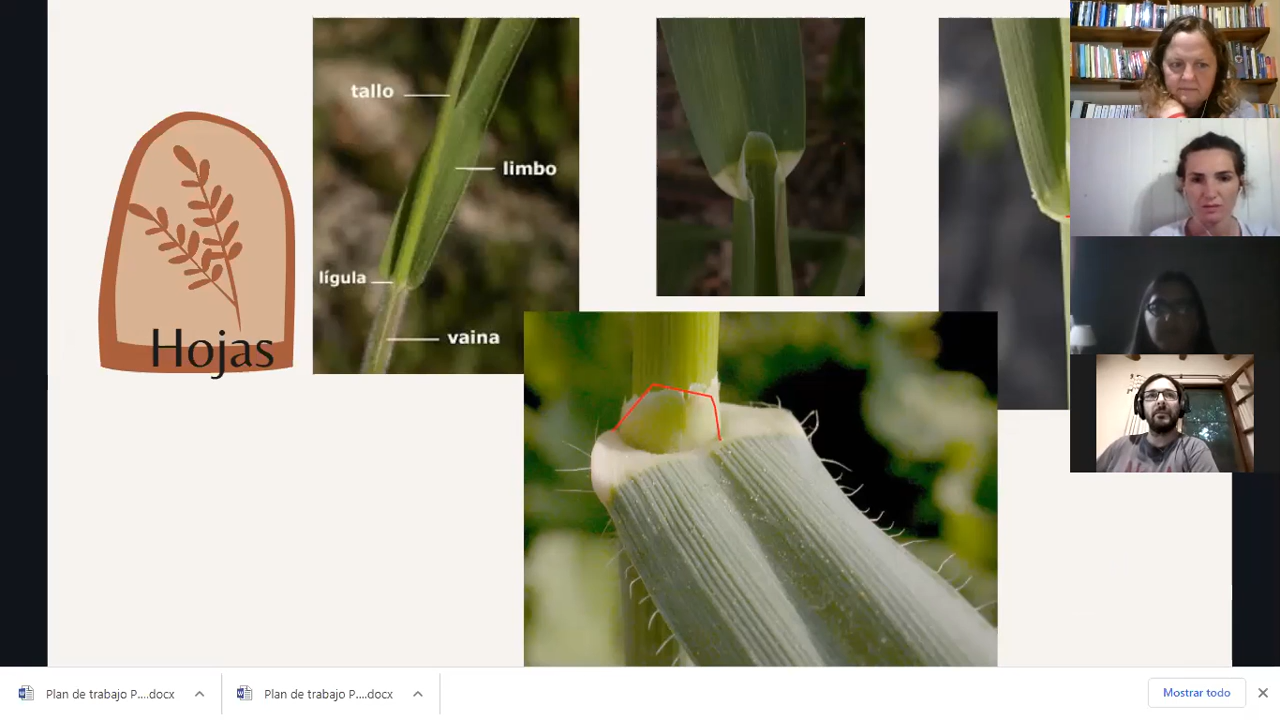 tallo
limbo
lígula
vaina
Hojas
Plan de trabajo P....docx
Plan de trabajo P....docx
Mostrar todo